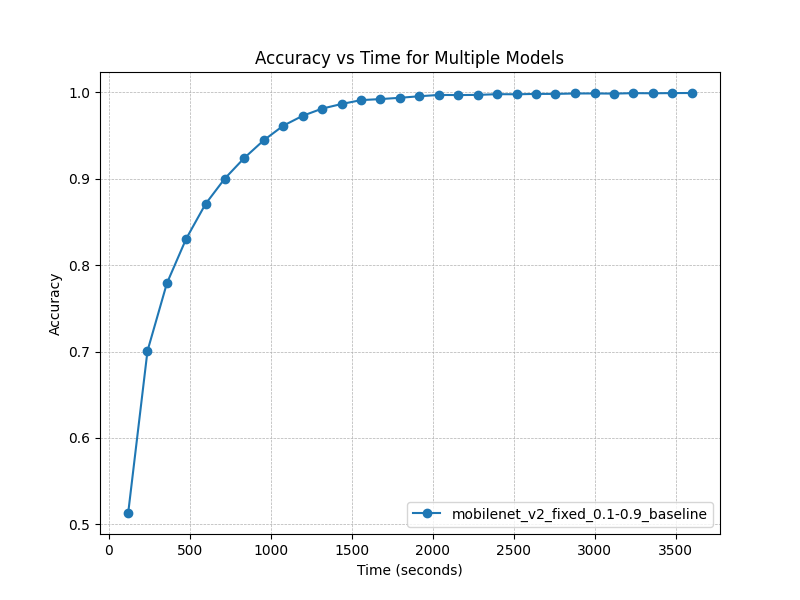 Accuracy vs Time for Multiple Models
1.0
0.9
0.8
0.7
0.6
0.5
Accuracy
mobilenet_v2_fixed_0.1-0.9_baseline
0 500 1000 1500 2000 2500 3000 3500
Time (seconds)